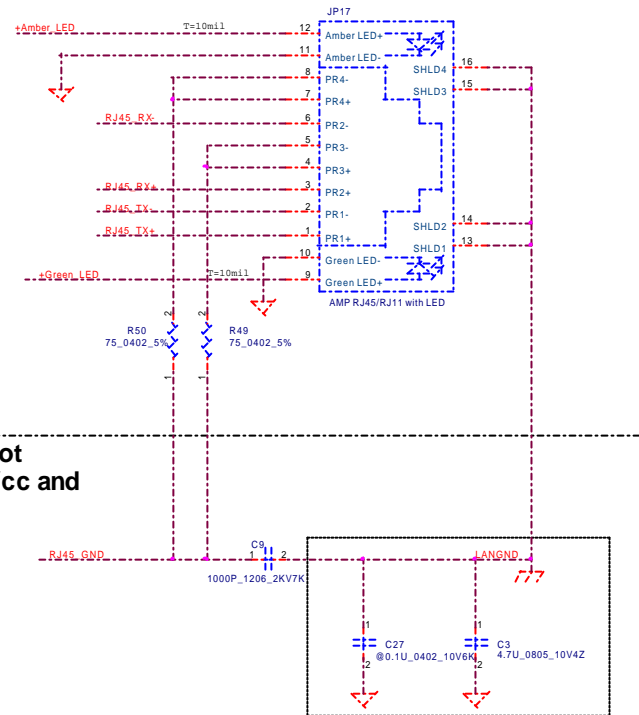 JP17
+Amber_LED
T=10mil
12
Amber LED+
11
Amber LED-
SHLD4
16
8
PR4-
SHLD3
15
7
PR4+
RJ45_RX-
6
PR2-
5
PR3-
4
PR3+
RJ45_RX+
3
PR2+
RJ45_TX-
2
PR1-
SHLD2
14
RJ45_TX+
1
PR1+
SHLD1
13
10
Green LED-
+Green_LED
T=10mil
9
Green LED+
AMP RJ45/RJ11 with LED
2
2
R50
75_0402_5%
R49
75_0402_5%
1
1
ot
cc and
RJ45_GND
C9
1
2
1000P_1206_2KV7K
LANGND
1
C27
@0.1U_0402_10V6K
2
1
C3
4.7U_0805_10V4Z
2